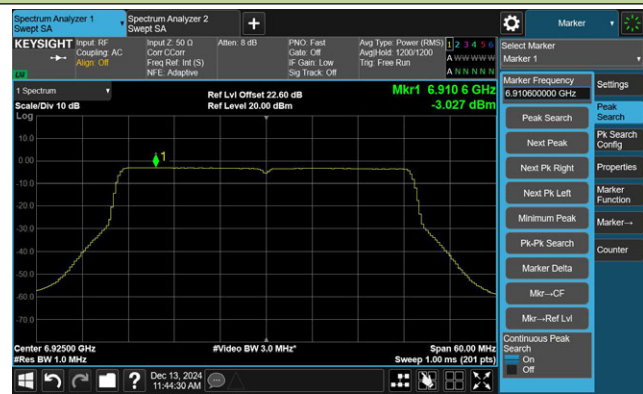 Spectrum Analyzer 1
Swept SA
Spectrum Analyzer 2
Swept SA
+
Marker
KEYSIGHT
Input: RF
Coupling: AC
Align: Off
Input Z: 50 Ω
Corr CCorr
Freq Ref: Int (S)
NFE: Adaptive
Atten: 8 dB
PNO: Fast
Gate: Off
IF Gain: Low
Sig Track: Off
Avg Type: Power (RMS)
Avg|Hold: 1200/1200
Trig: Free Run
1 2 3 4 5 6
A W W W W W
A N N N N N
LW
Select Marker
Marker 1
1 Spectrum
Scale/Div 10 dB
Ref Lvl Offset 22.60 dB
Ref Level 20.00 dBm
Mkr1 6.910 6 GHz
-3.027 dBm
Log
10.0
0.00
-10.0
-20.0
-30.0
-40.0
-50.0
-60.0
-70.0
1
Center 6.92500 GHz
#Res BW 1.0 MHz
#Video BW 3.0 MHz*
Span 60.00 MHz
Sweep 1.00 ms (201 pts)
Marker Frequency
6.910600000 GHz
Peak Search
Next Peak
Next Pk Right
Next Pk Left
Minimum Peak
Pk-Pk Search
Marker Delta
Mkr→CF
Mkr→Ref Lvl
Continuous Peak
Search
On
Off
Settings
Peak
Search
Pk Search
Config
Properties
Marker
Function
Marker→
Counter
?
Dec 13, 2024
11:44:30 AM